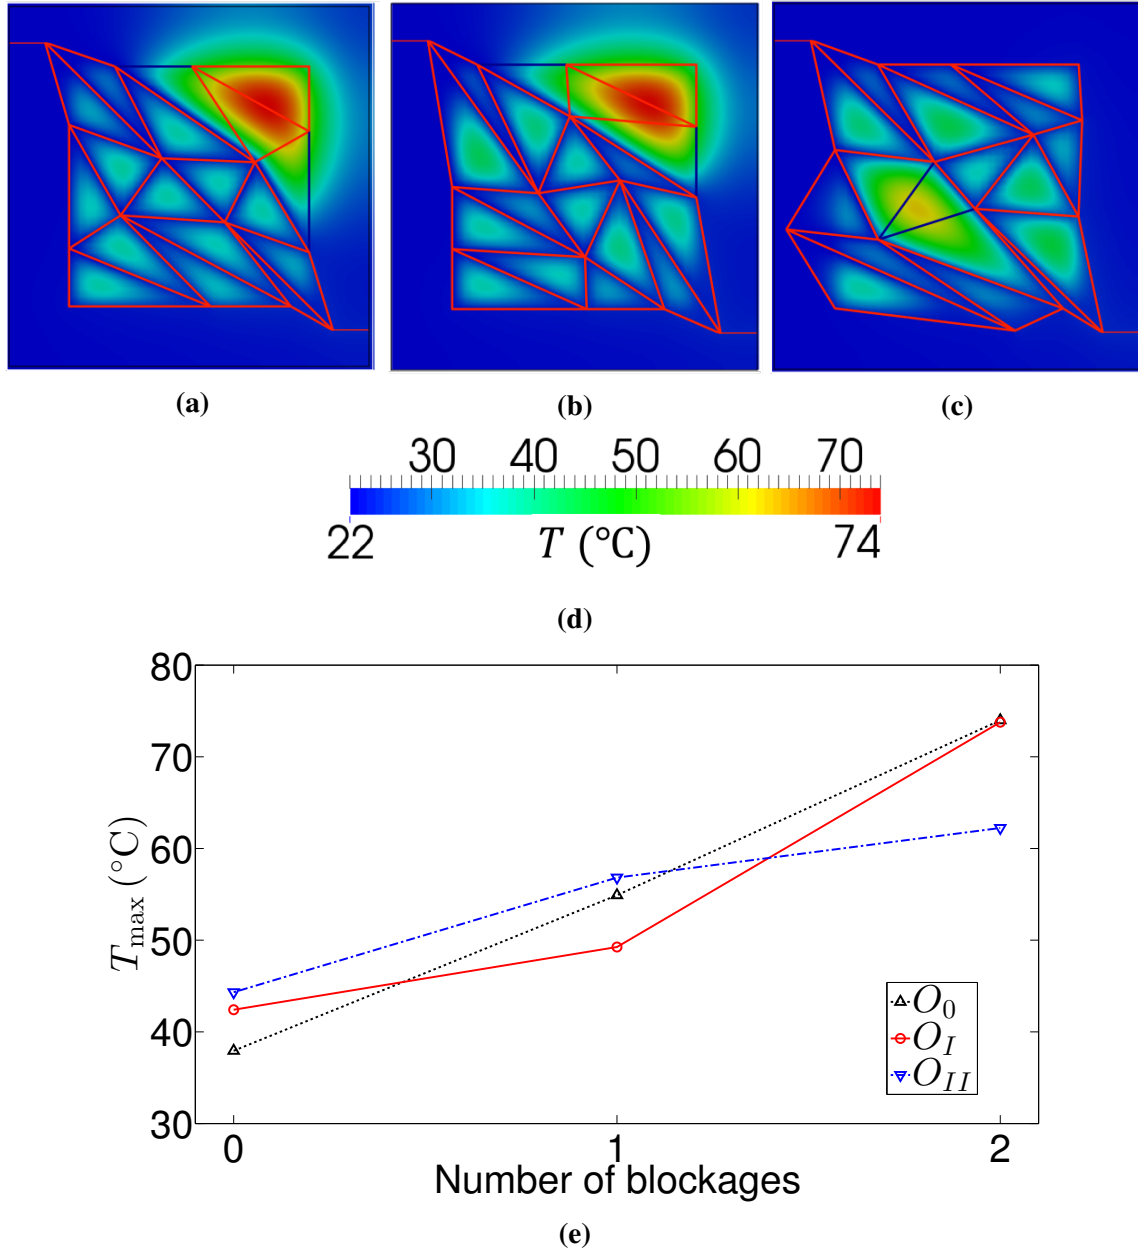 (a) (b) (c)
30 40 50 60 70
22 T (°C) 74
(d)
80
70
60
50
40
30
T_max (°C)
O_0
O_I
O_II
0 1 2
Number of blockages
(e)